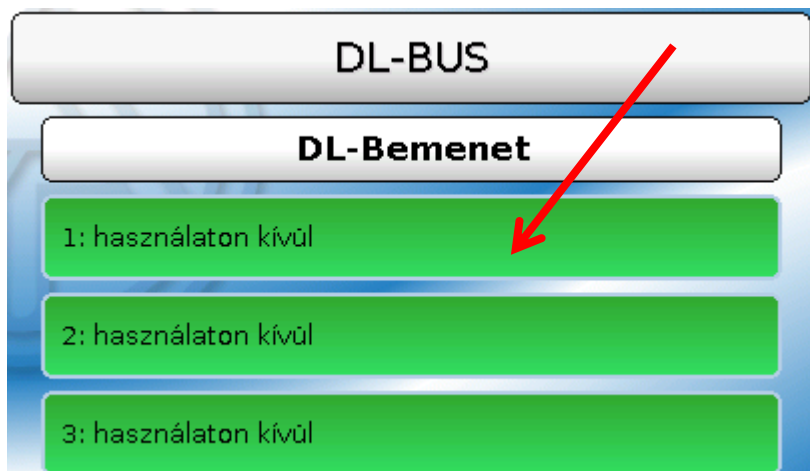 DL-BUS
DL-Bemenet
1: használaton kívül
2: használaton kívül
3: használaton kívül